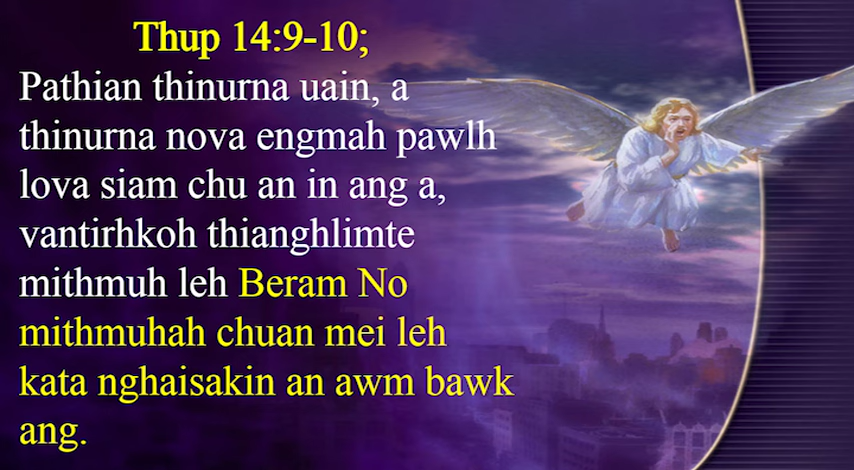 Thup 14:9-10;
Pathian thinurna uain, a
thinurna nova engmah pawlh
lova siam chu an in ang a,
vantirhkoh thianghlimte
mithmuh leh Beram No
mithmuhah chuan mei leh
kata nghaisakin an awm bawk
ang.